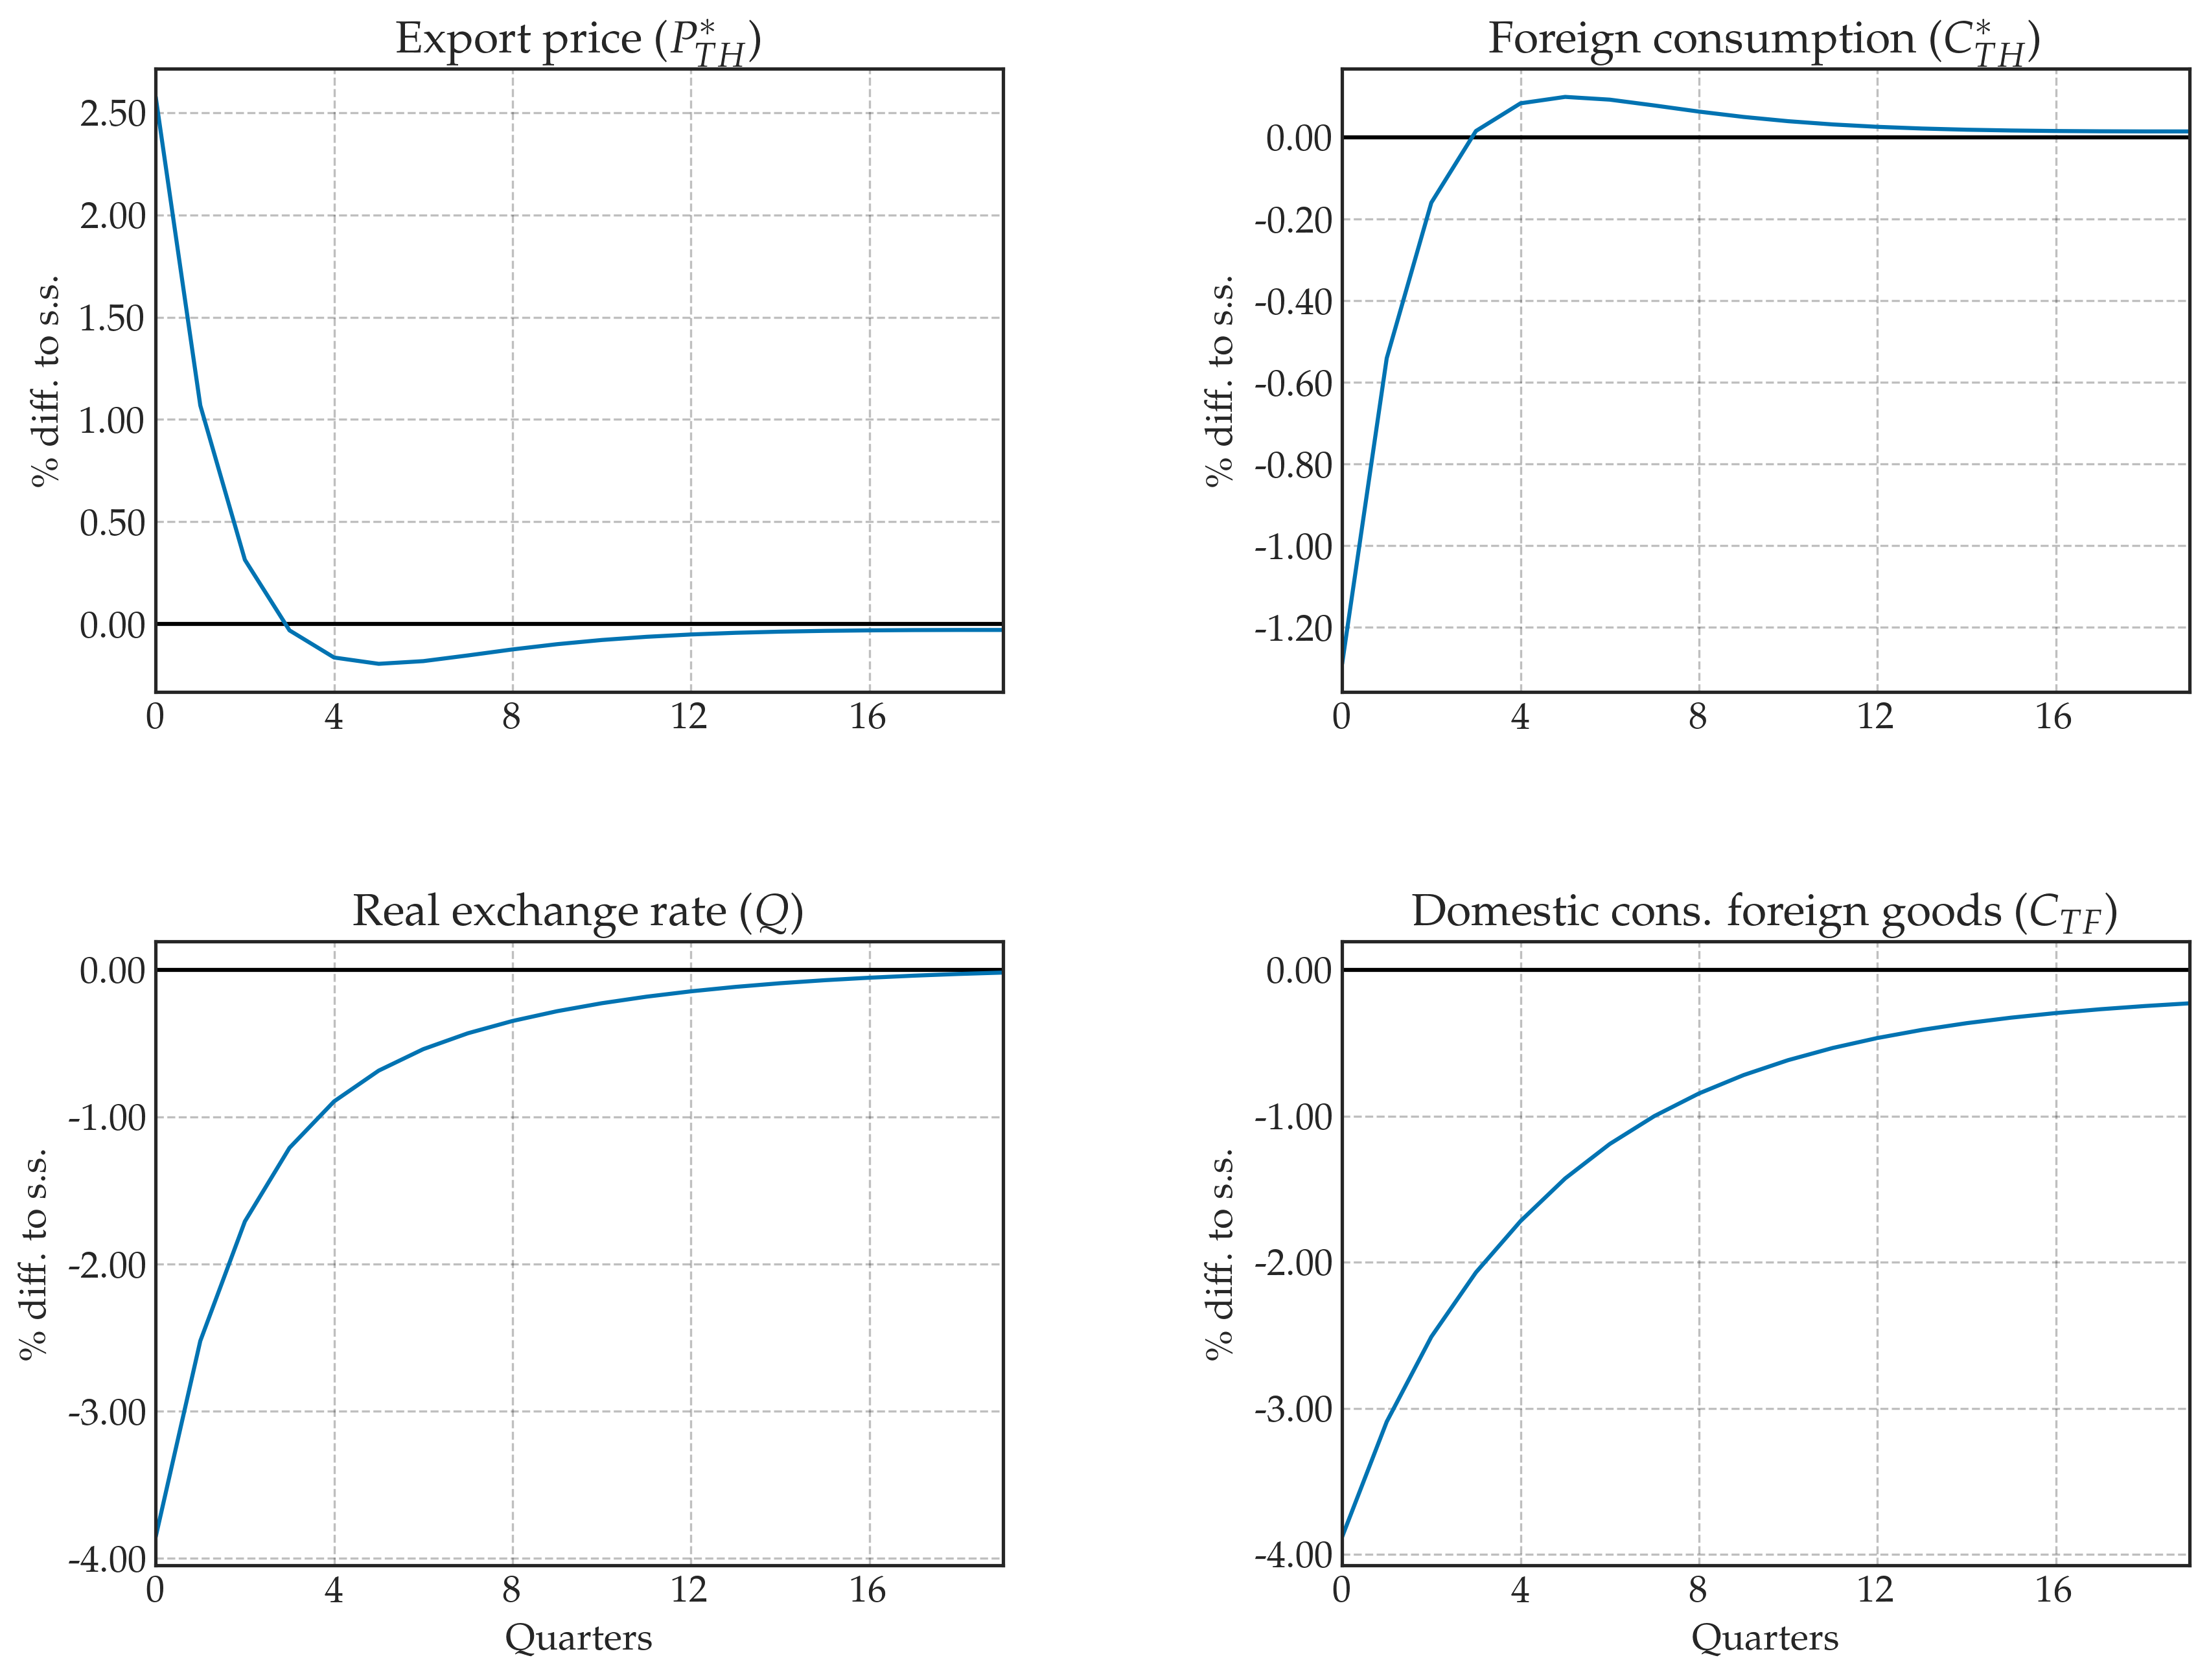 Export price (P*TH)
% diff. to s.s.
2.50
2.00
1.50
1.00
0.50
0.00
0 4 8 12 16
Foreign consumption (C*TH)
% diff. to s.s.
0.00
-0.20
-0.40
-0.60
-0.80
-1.00
-1.20
0 4 8 12 16
Real exchange rate (Q)
% diff. to s.s.
0.00
-1.00
-2.00
-3.00
-4.00
0 4 8 12 16
Quarters
Domestic cons. foreign goods (CTF)
% diff. to s.s.
0.00
-1.00
-2.00
-3.00
-4.00
0 4 8 12 16
Quarters